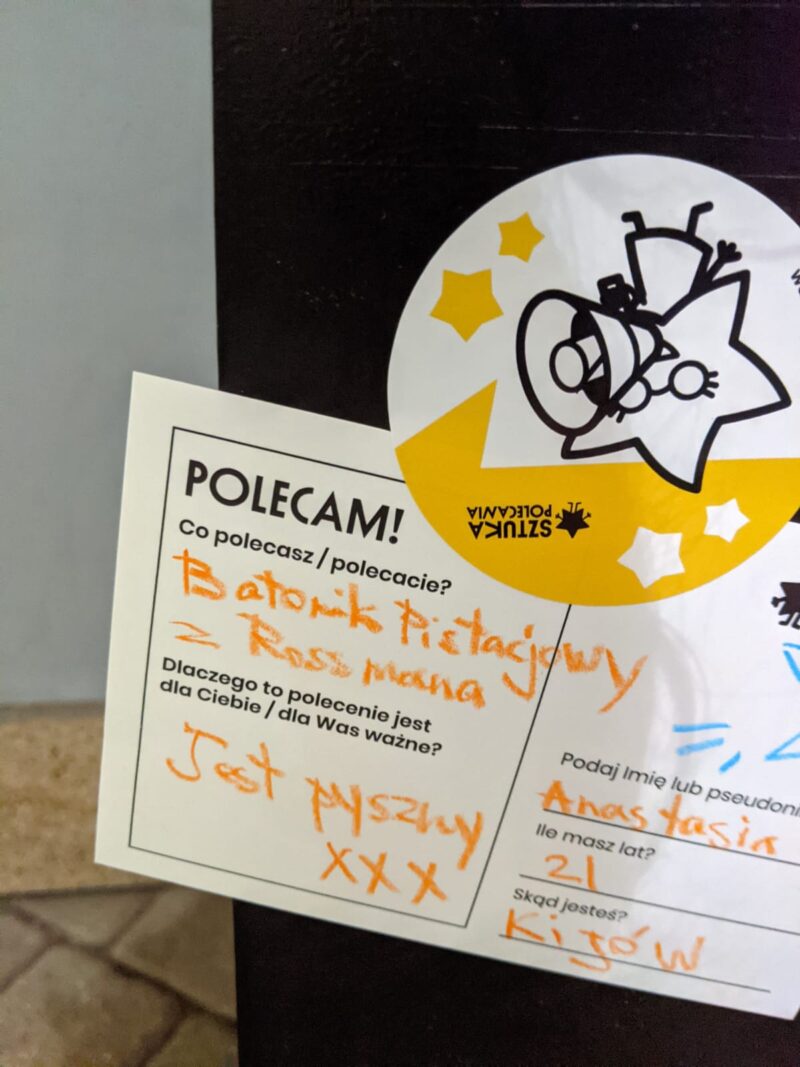 SZTUKA
POLECANIA
POLECAM!
Co polecasz / polecacie?
Batonik Pistacjowy
z Rossmana
Dlaczego to polecenie jest
dla Ciebie / dla Was ważne?
Jest pyszny
xxx
=,
Podaj Imię lub pseudoni
Anastasia
Ile masz lat?
21
Skąd jesteś?
Kijów